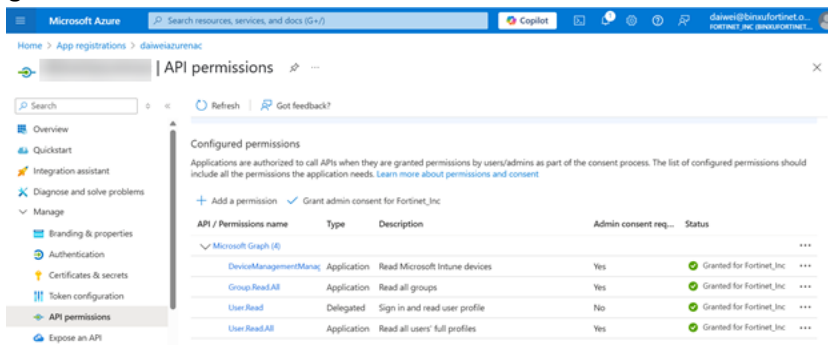 Microsoft Azure
Search resources, services, and docs (G+/)
Copilot
daiwei@binxufortinet.o...
FORTINET_INC (BINXUFORTINET....
Home > App registrations > daiweiazurenac
| API permissions
Search
Refresh
Got feedback?
Overview
Quickstart
Integration assistant
Diagnose and solve problems
Manage
Branding & properties
Authentication
Certificates & secrets
Token configuration
API permissions
Expose an API
Configured permissions
Applications are authorized to call APIs when they are granted permissions by users/admins as part of the consent process. The list of configured permissions should
include all the permissions the application needs. Learn more about permissions and consent
Add a permission Grant admin consent for Fortinet_Inc
API / Permissions name Type Description Admin consent req... Status
Microsoft Graph (4)
DeviceManagementManag Application Read Microsoft Intune devices Yes Granted for Fortinet_Inc
Group.Read.All Application Read all groups Yes Granted for Fortinet_Inc
User.Read Delegated Sign in and read user profile No Granted for Fortinet_Inc
User.Read.All Application Read all users' full profiles Yes Granted for Fortinet_Inc